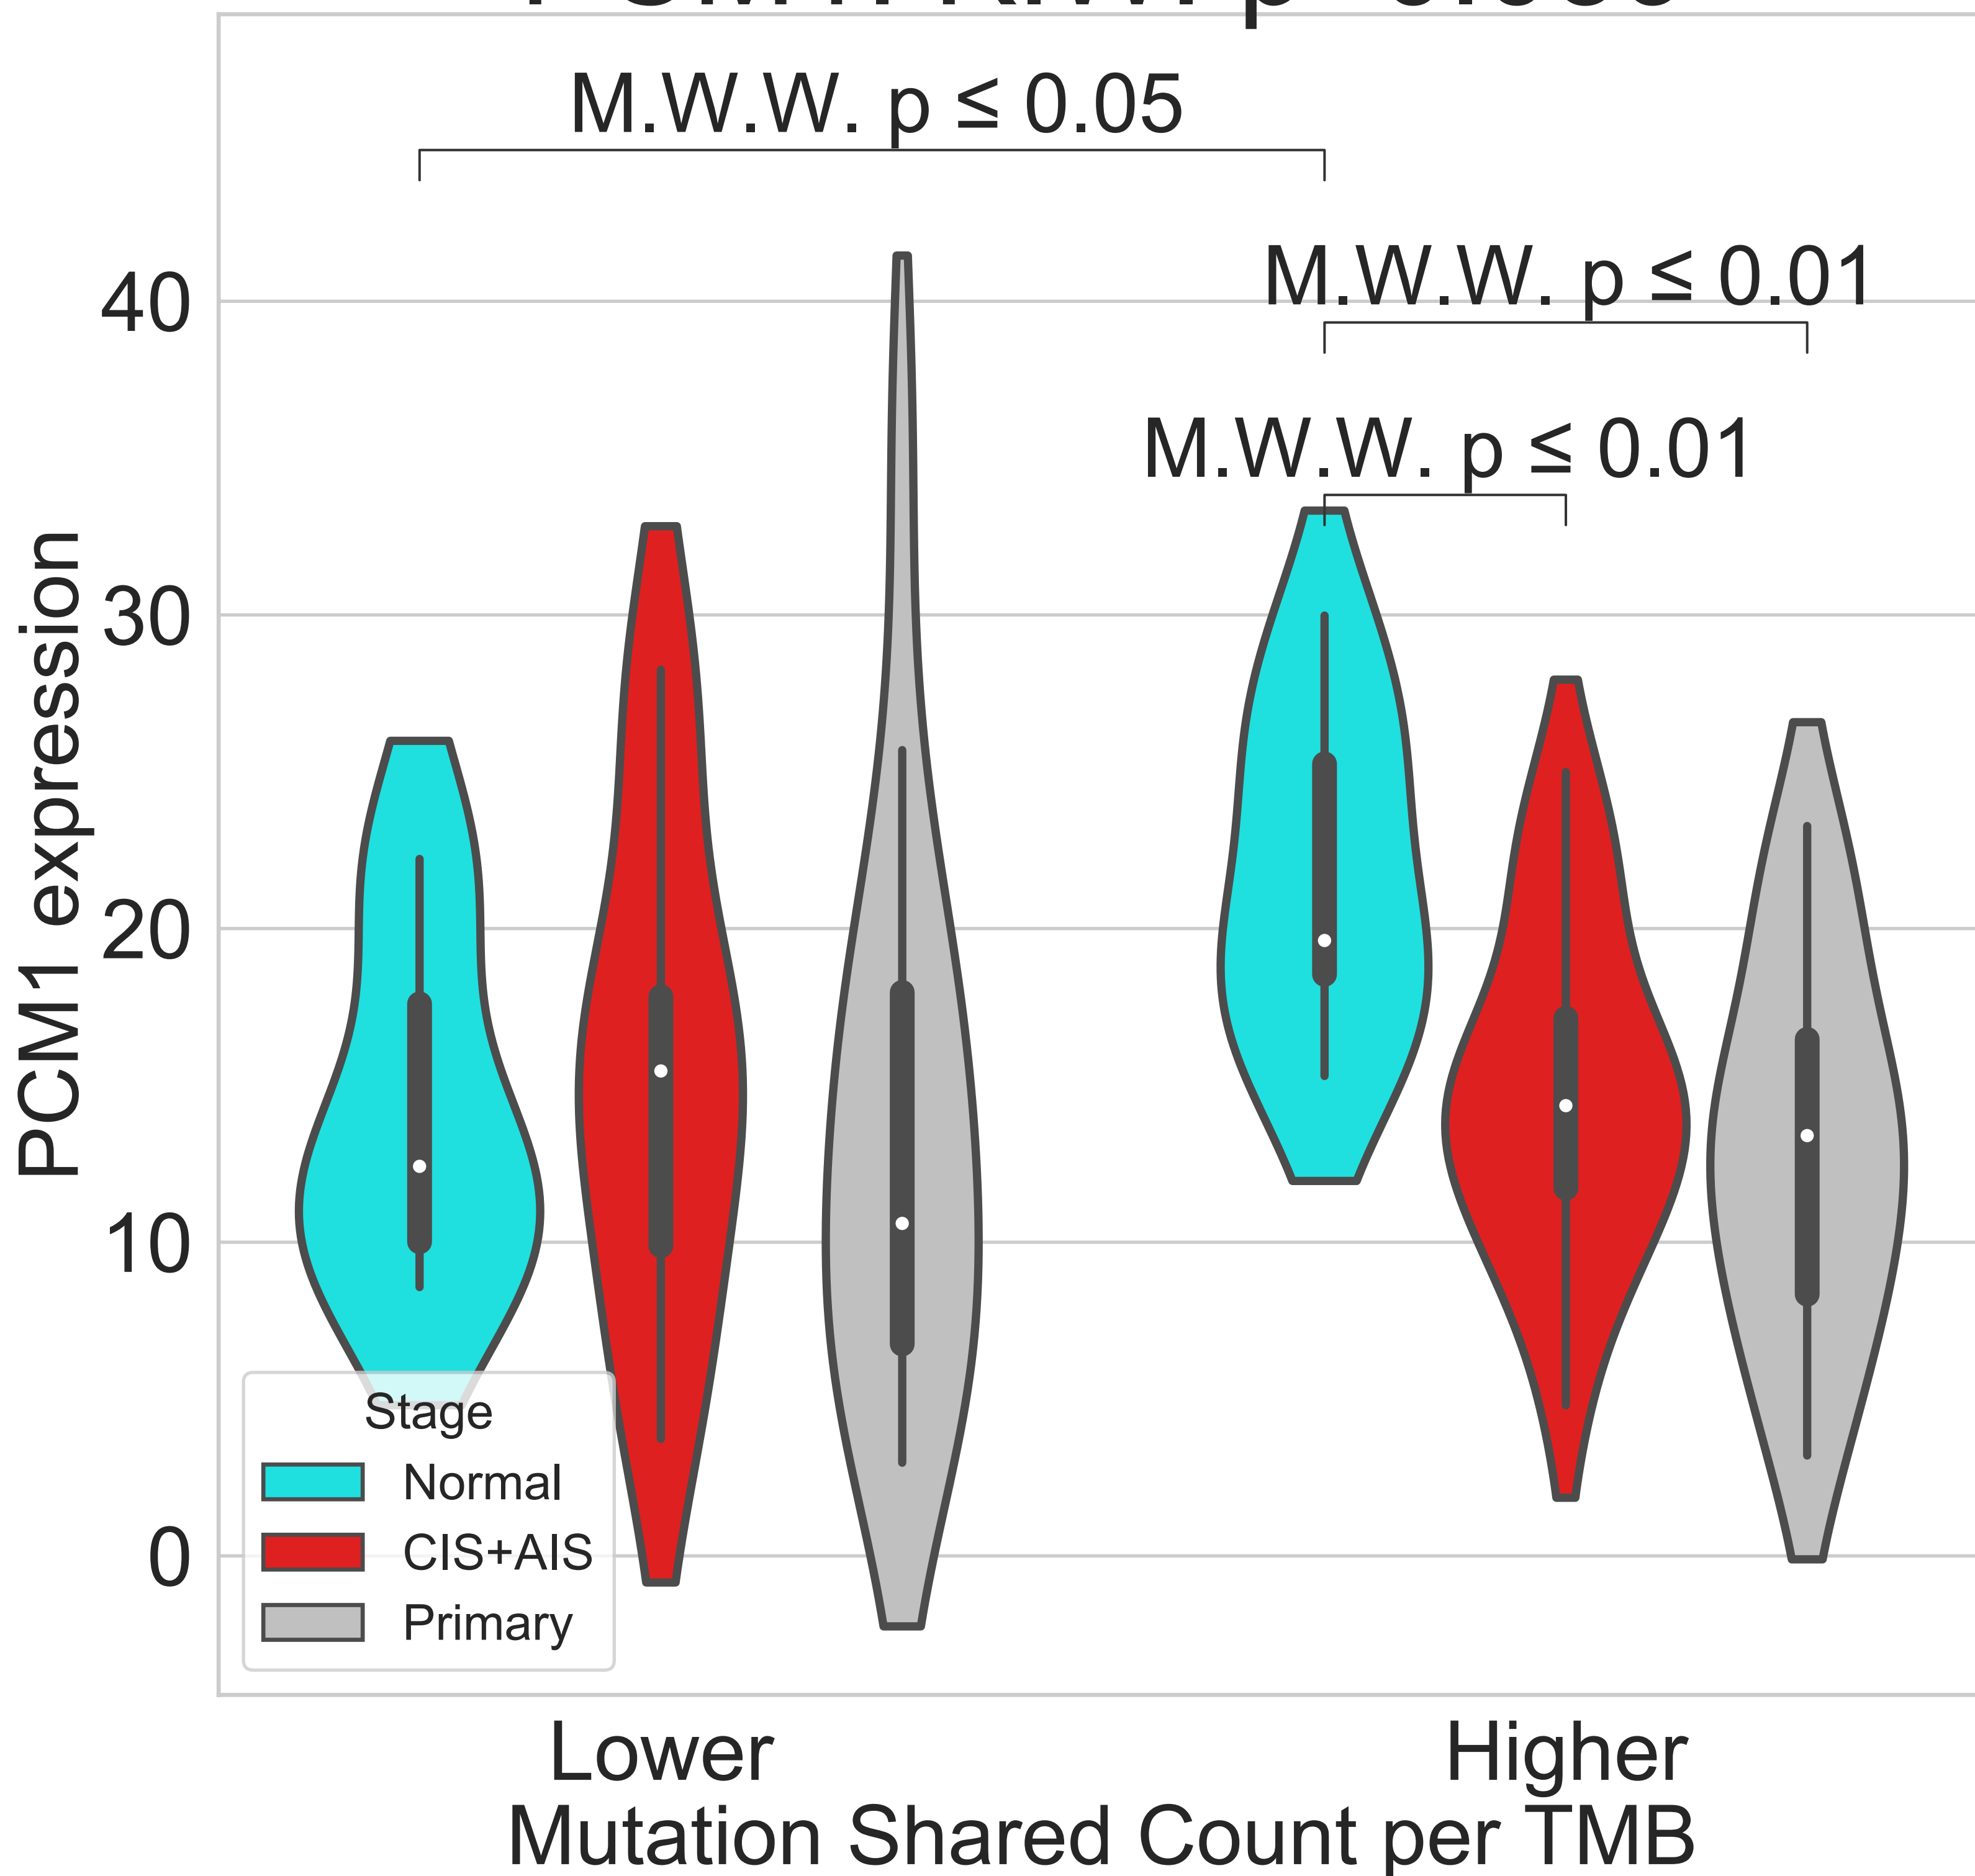 M.W.W. p ≤ 0.05
M.W.W. p ≤ 0.01
M.W.W. p ≤ 0.01
PCM1 expression
40
30
20
10
0
Stage
Normal
CIS+AIS
Primary
Lower Higher
Mutation Shared Count per TMB